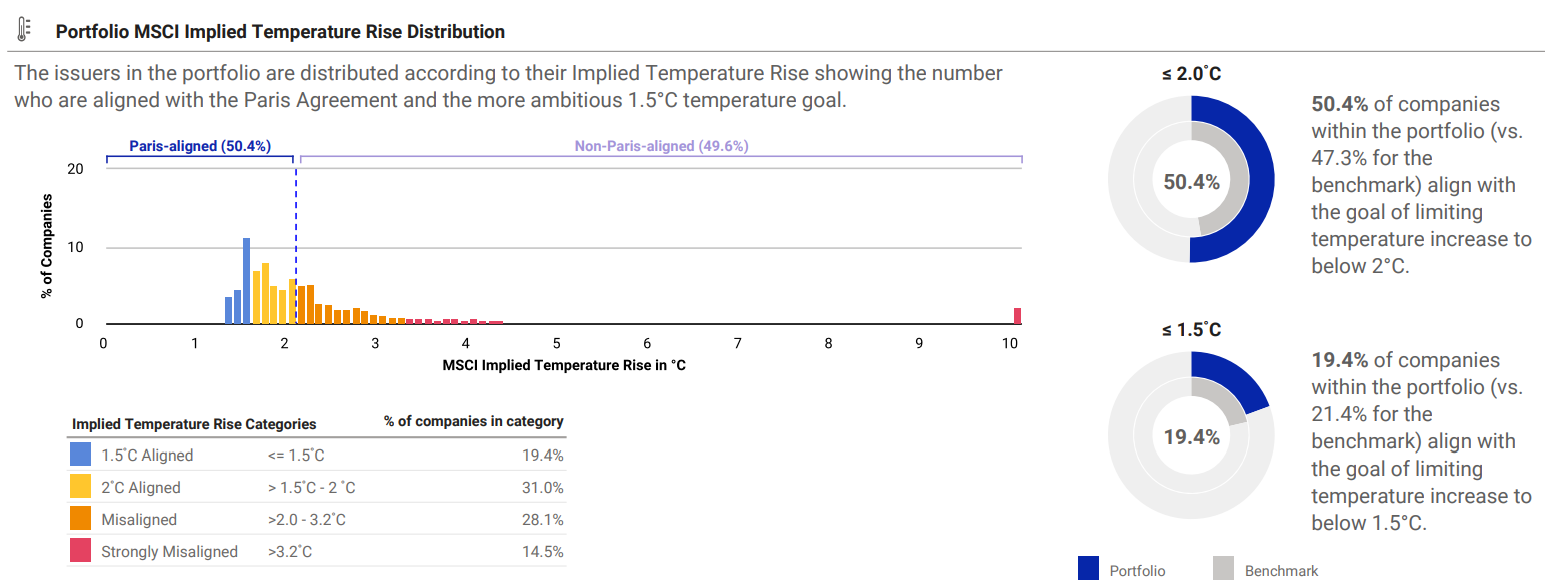 Portfolio MSCI Implied Temperature Rise Distribution
The issuers in the portfolio are distributed according to their Implied Temperature Rise showing the number
who are aligned with the Paris Agreement and the more ambitious 1.5°C temperature goal.
Paris-aligned (50.4%)
Non-Paris-aligned (49.6%)
% of Companies
20
10
0
0 1 2 3 4 5 6 7 8 9 10
MSCI Implied Temperature Rise in °C
Implied Temperature Rise Categories % of companies in category
1.5°C Aligned <= 1.5°C 19.4%
2°C Aligned > 1.5°C - 2 °C 31.0%
Misaligned >2.0 - 3.2°C 28.1%
Strongly Misaligned >3.2°C 14.5%
≤ 2.0°C
50.4%
50.4% of companies
within the portfolio (vs.
47.3% for the
benchmark) align with
the goal of limiting
temperature increase to
below 2°C.
≤ 1.5°C
19.4%
19.4% of companies
within the portfolio (vs.
21.4% for the
benchmark) align with
the goal of limiting
temperature increase to
below 1.5°C.
Portfolio
Benchmark